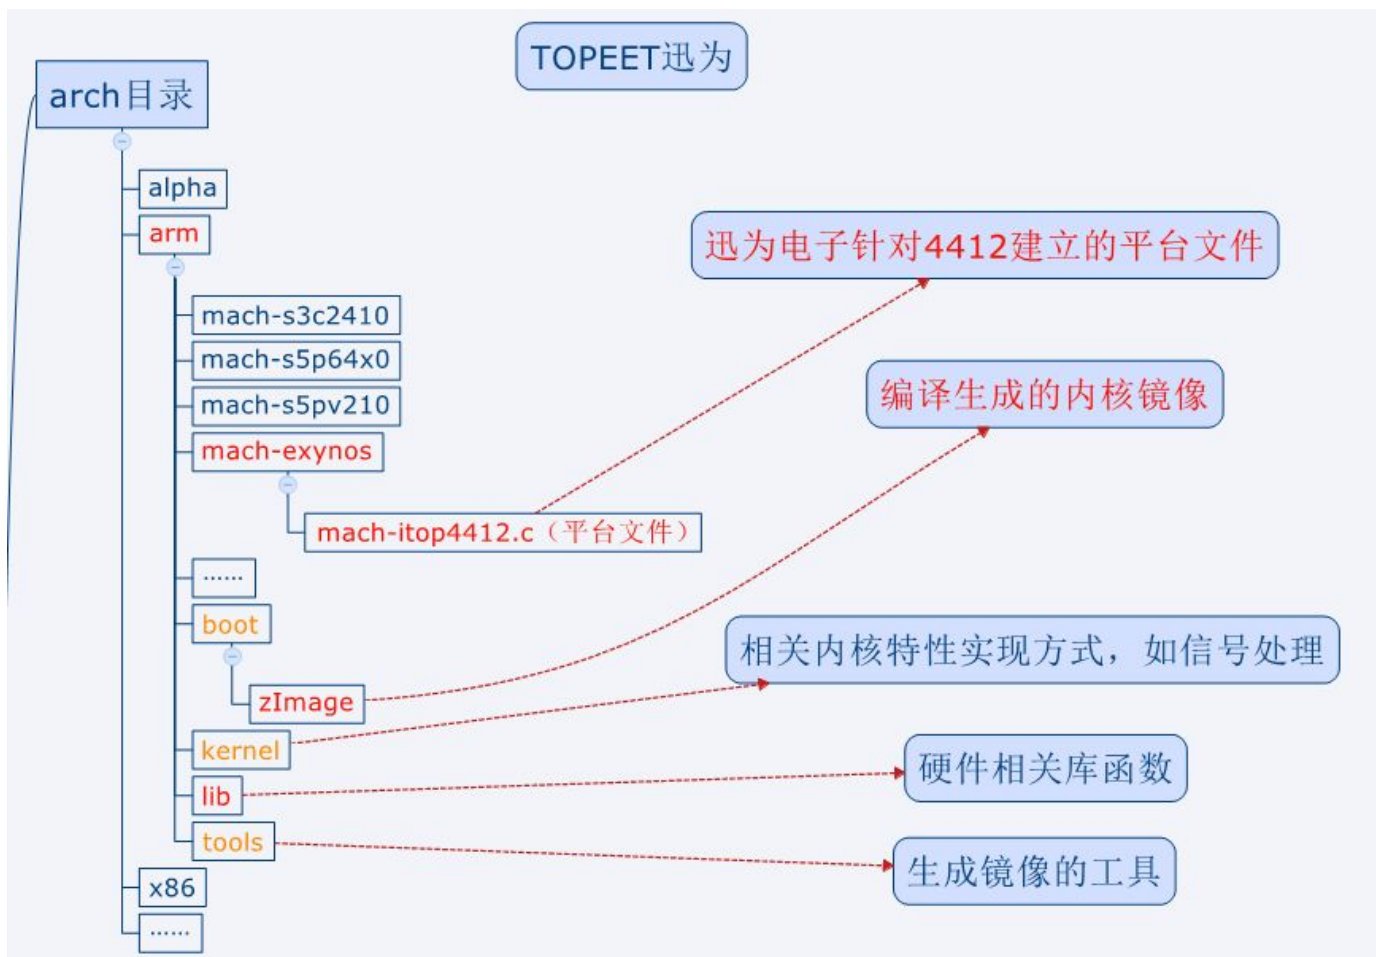 TOPEET迅为
arch目录
alpha
arm
迅为电子针对4412建立的平台文件
mach-s3c2410
mach-s5p64x0
mach-s5pv210
编译生成的内核镜像
mach-exynos
mach-itop4412.c（平台文件）
……
boot
相关内核特性实现方式，如信号处理
zImage
kernel
硬件相关库函数
lib
tools
生成镜像的工具
x86
……